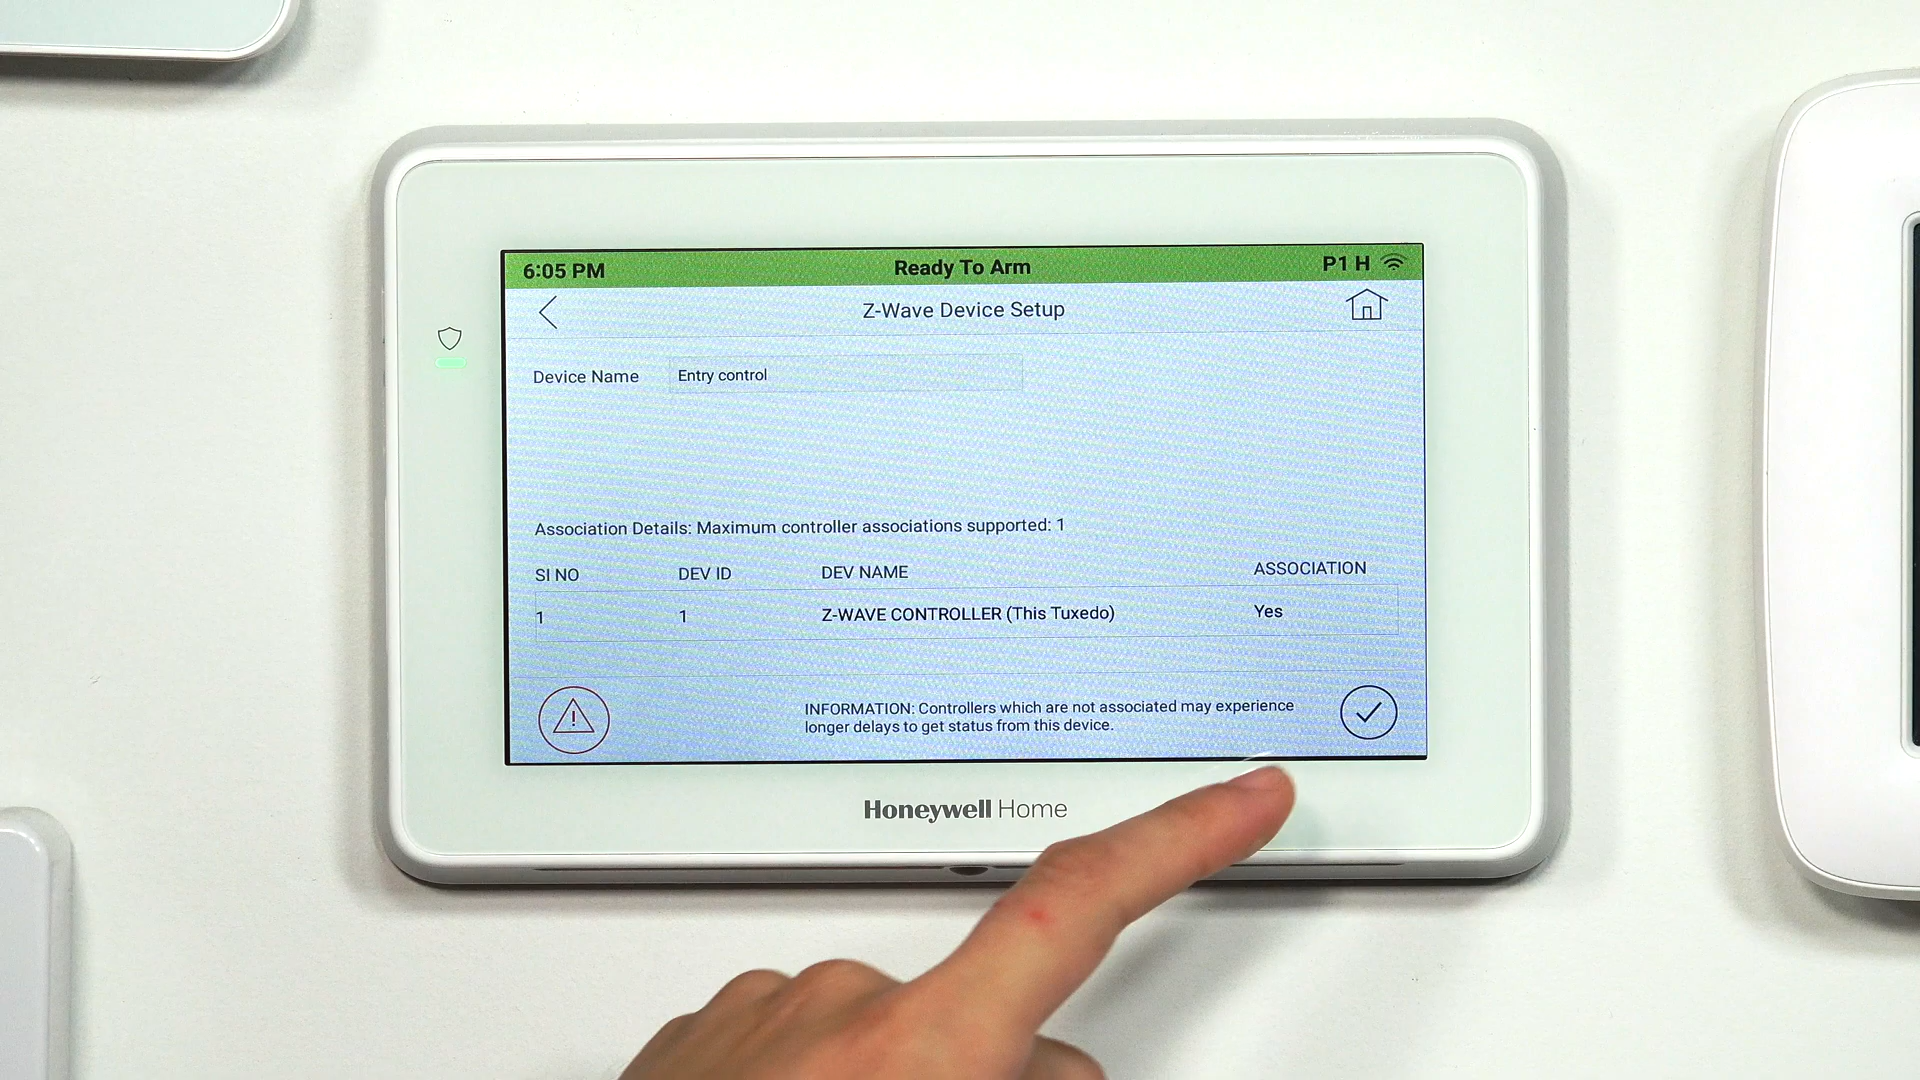 6:05 PM Ready To Arm P1 H
Z-Wave Device Setup
Device Name Entry control
Association Details: Maximum controller associations supported: 1
SI NO DEV ID DEV NAME ASSOCIATION
1 1 Z-WAVE CONTROLLER (This Tuxedo) Yes
INFORMATION: Controllers which are not associated may experience
longer delays to get status from this device.
Honeywell Home